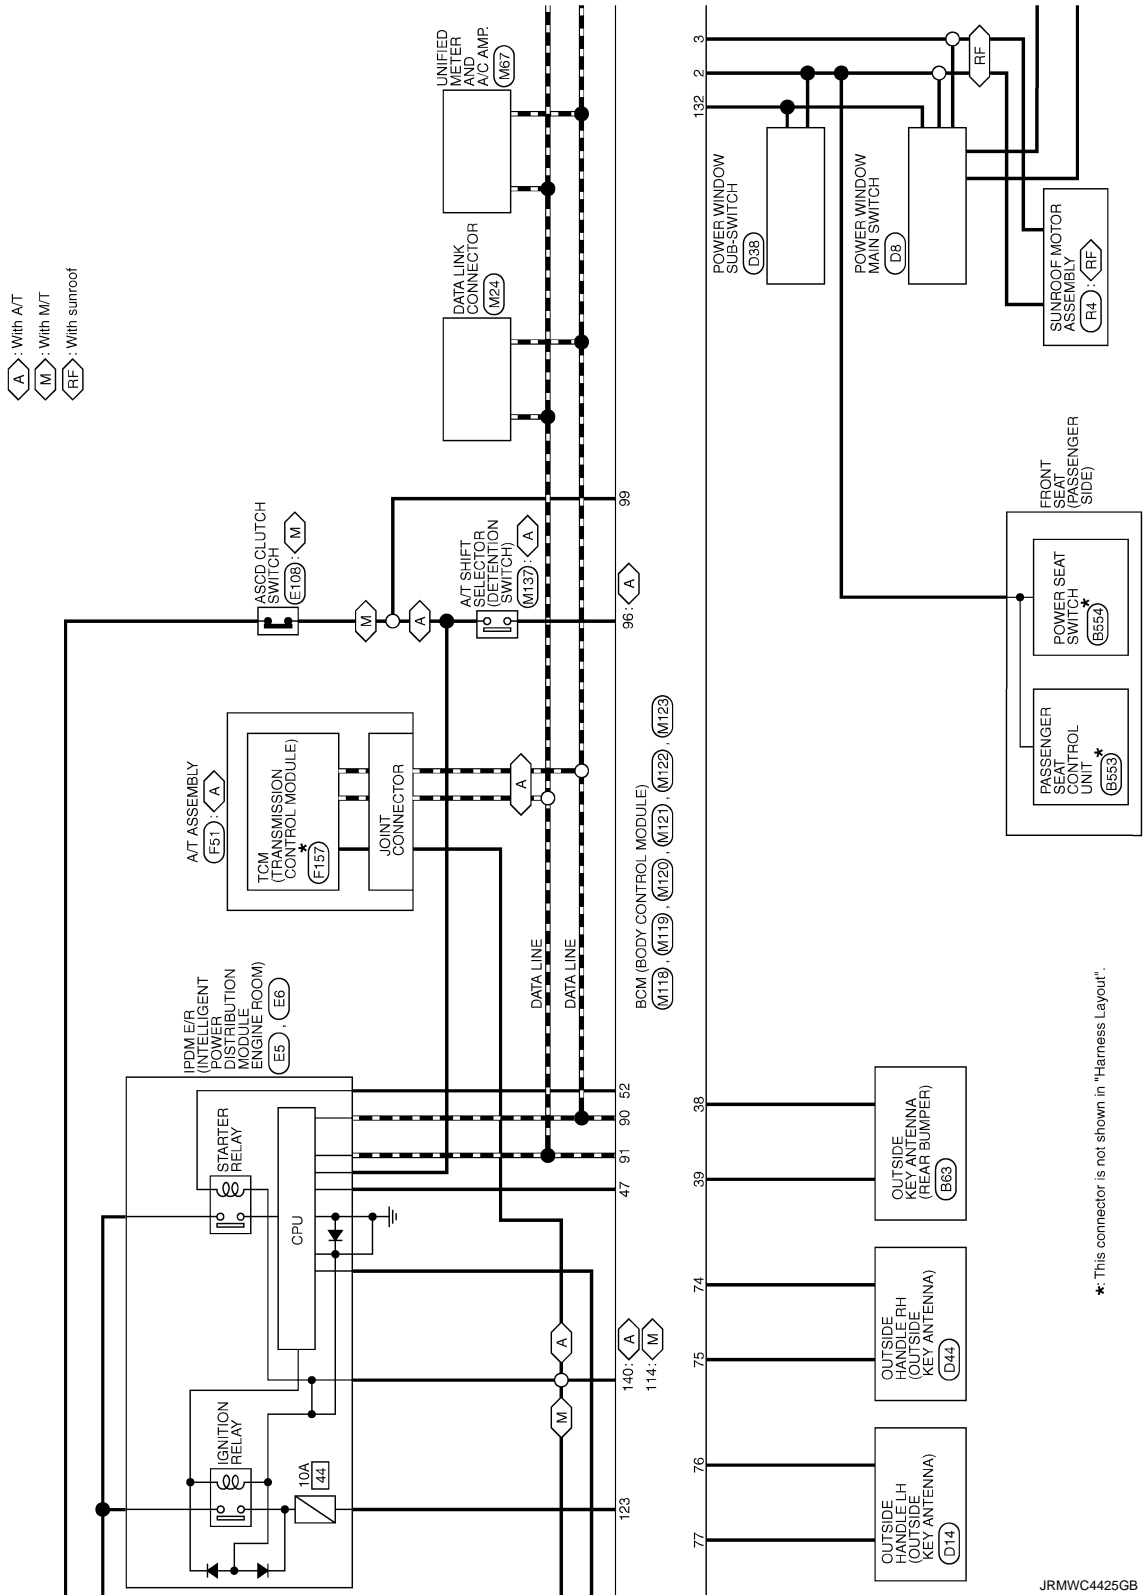 A : With A/T
M : With M/T
RF : With sunroof
IPDM E/R
(INTELLIGENT
POWER
DISTRIBUTION
MODULE
ENGINE ROOM)
E5 , E6
IGNITION
RELAY
10A
44
STARTER
RELAY
CPU
A/T ASSEMBLY
F51 : A
TCM
(TRANSMISSION
CONTROL MODULE)
*
F157
JOINT
CONNECTOR
A
ASCD CLUTCH
SWITCH
E108 : M
M
A
A/T SHIFT
SELECTOR
(DETENTION
SWITCH)
M137 : A
DATA LINK
CONNECTOR
M24
UNIFIED
METER
AND
A/C AMP.
M67
DATA LINE
DATA LINE
M
A
123
140: A
114: M
47
91
90
52
96: A
99
BCM (BODY CONTROL MODULE)
M118 , M119 , M120 , M121 , M122 , M123
77
76
75
74
39
38
132
2
3
OUTSIDE
HANDLE LH
(OUTSIDE
KEY ANTENNA)
D14
OUTSIDE
HANDLE RH
(OUTSIDE
KEY ANTENNA)
D44
OUTSIDE
KEY ANTENNA
(REAR BUMPER)
B63
FRONT
SEAT
(PASSENGER
SIDE)
PASSENGER
SEAT
CONTROL
UNIT *
B553
POWER SEAT
SWITCH *
B554
POWER WINDOW
SUB-SWITCH
D38
POWER WINDOW
MAIN SWITCH
D8
RF
SUNROOF MOTOR
ASSEMBLY
R4 : RF
*: This connector is not shown in "Harness Layout".
JRMWC4425GB